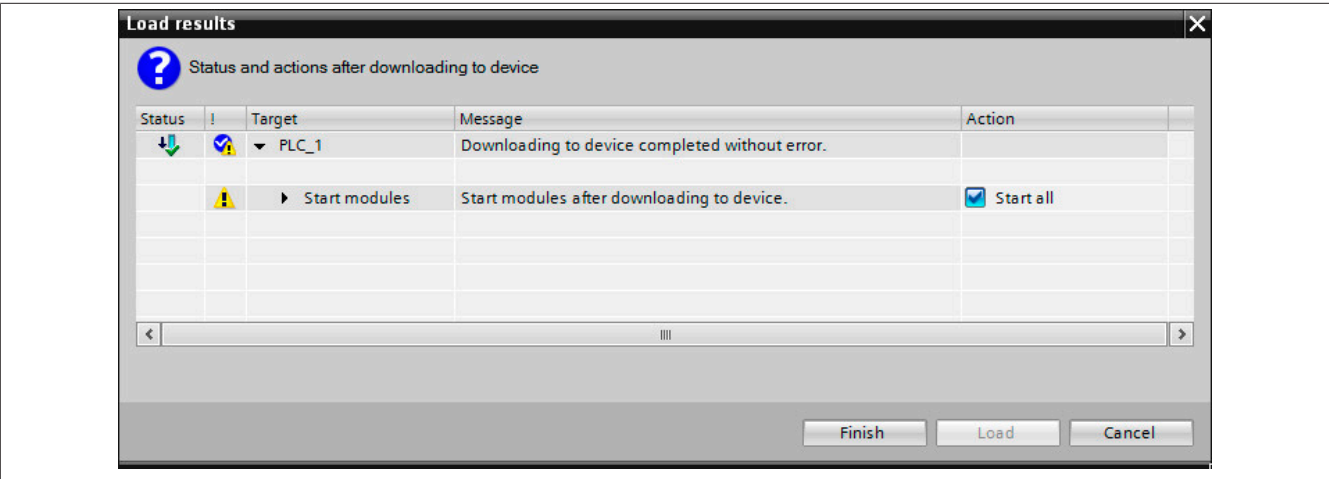 Load results
Status and actions after downloading to device
Status ! Target Message Action
PLC_1 Downloading to device completed without error.
Start modules Start modules after downloading to device. Start all
Finish Load Cancel